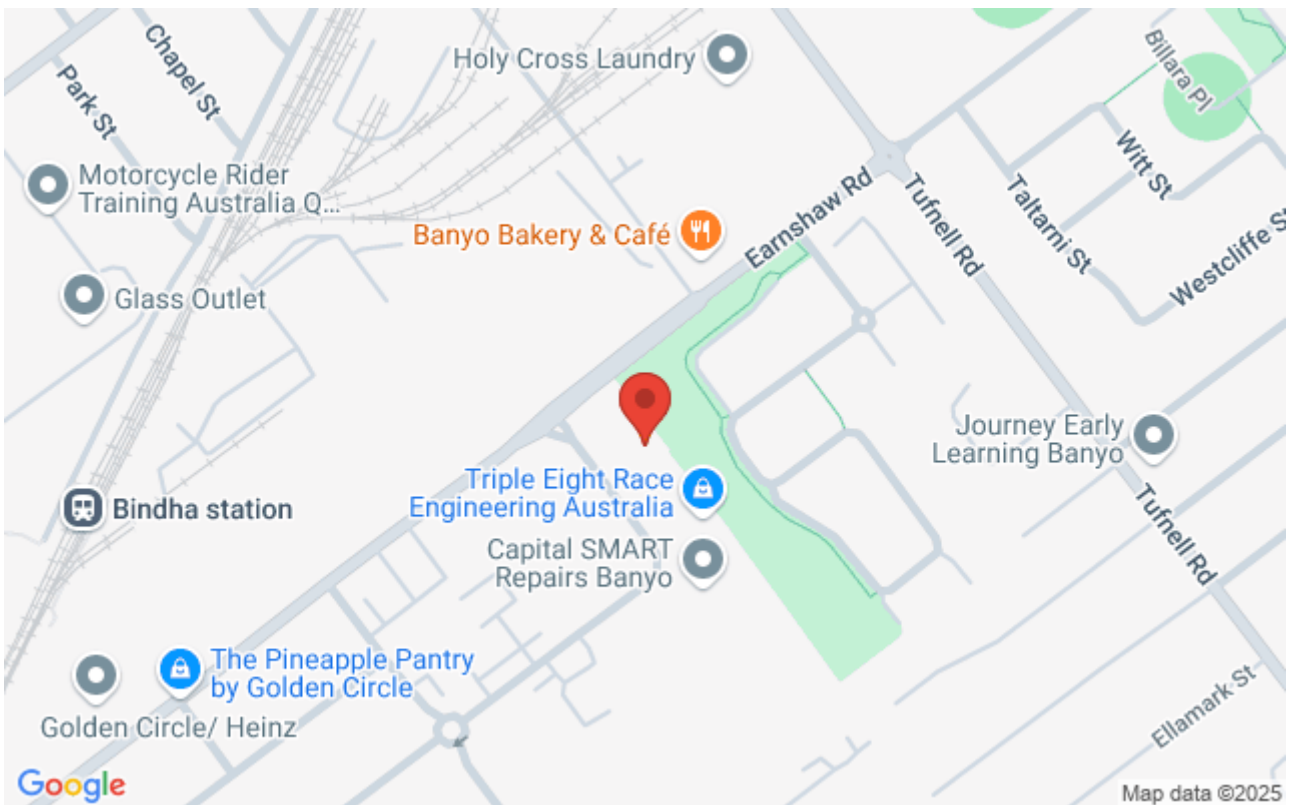 Chapel St
Park St
Holy Cross Laundry
Billara Pl
Witt St
Motorcycle Rider
Training Australia Q...
Banyo Bakery & Café
Earnshaw Rd
Tufnell Rd
Taltarni St
Westcliffe S
Glass Outlet
Journey Early
Learning Banyo
Triple Eight Race
Engineering Australia
Bindha station
Capital SMART
Repairs Banyo
Tufnell Rd
The Pineapple Pantry
by Golden Circle
Golden Circle/ Heinz
Ellamark St
Google
Map data ©2025